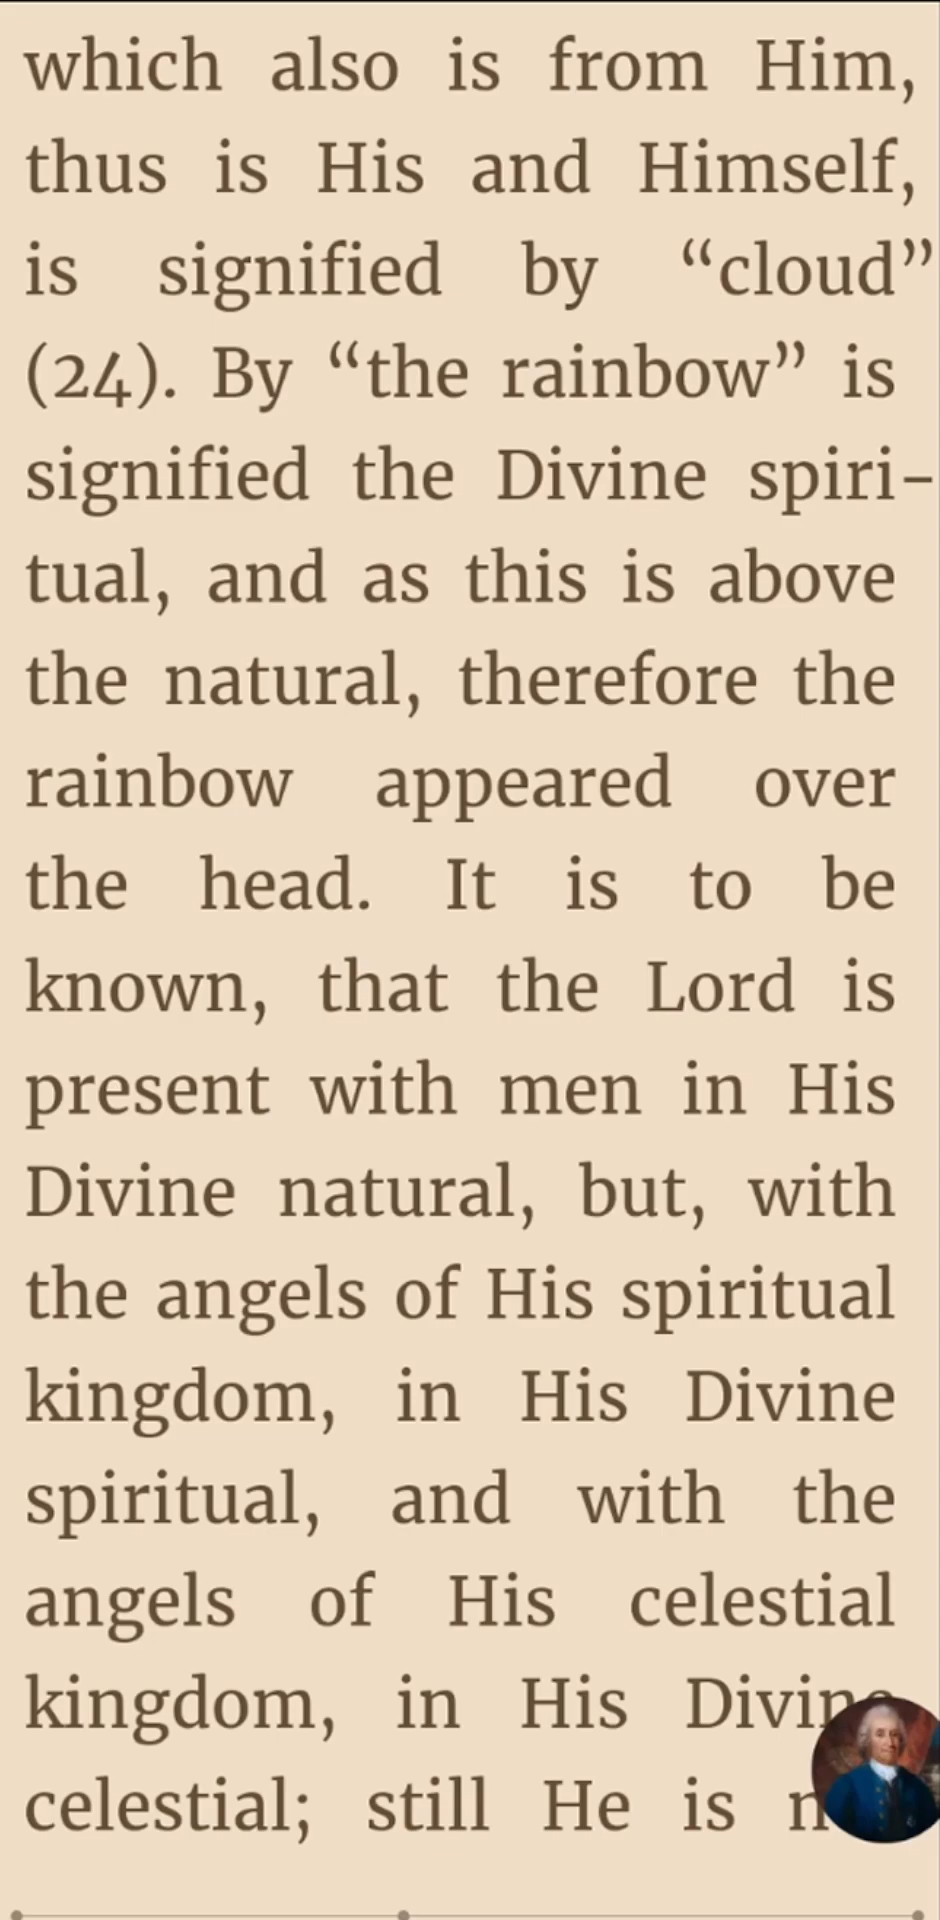 which also is from Him,
thus is His and Himself,
is signified by “cloud”
(24). By “the rainbow” is
signified the Divine spiri-
tual, and as this is above
the natural, therefore the
rainbow appeared over
the head. It is to be
known, that the Lord is
present with men in His
Divine natural, but, with
the angels of His spiritual
kingdom, in His Divine
spiritual, and with the
angels of His celestial
kingdom, in His Divine
celestial; still He is